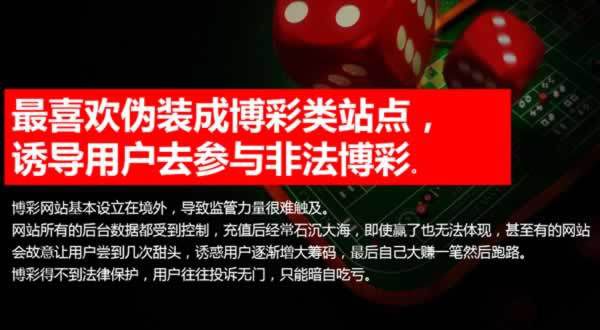 最喜欢伪装成博彩类站点，
诱导用户去参与非法博彩.
博彩网站基本设立在境外，导致监管力量很难触及。
网站所有的后台数据都受到控制，充值后经常石沉大海，即使赢了也无法体现，甚至有的网站
会故意让用户尝到几次甜头，诱惑用户逐渐增大筹码，最后自己大赚一笔然后跑路。
博彩得不到法律保护，用户往往投诉无门，只能暗自吃亏。